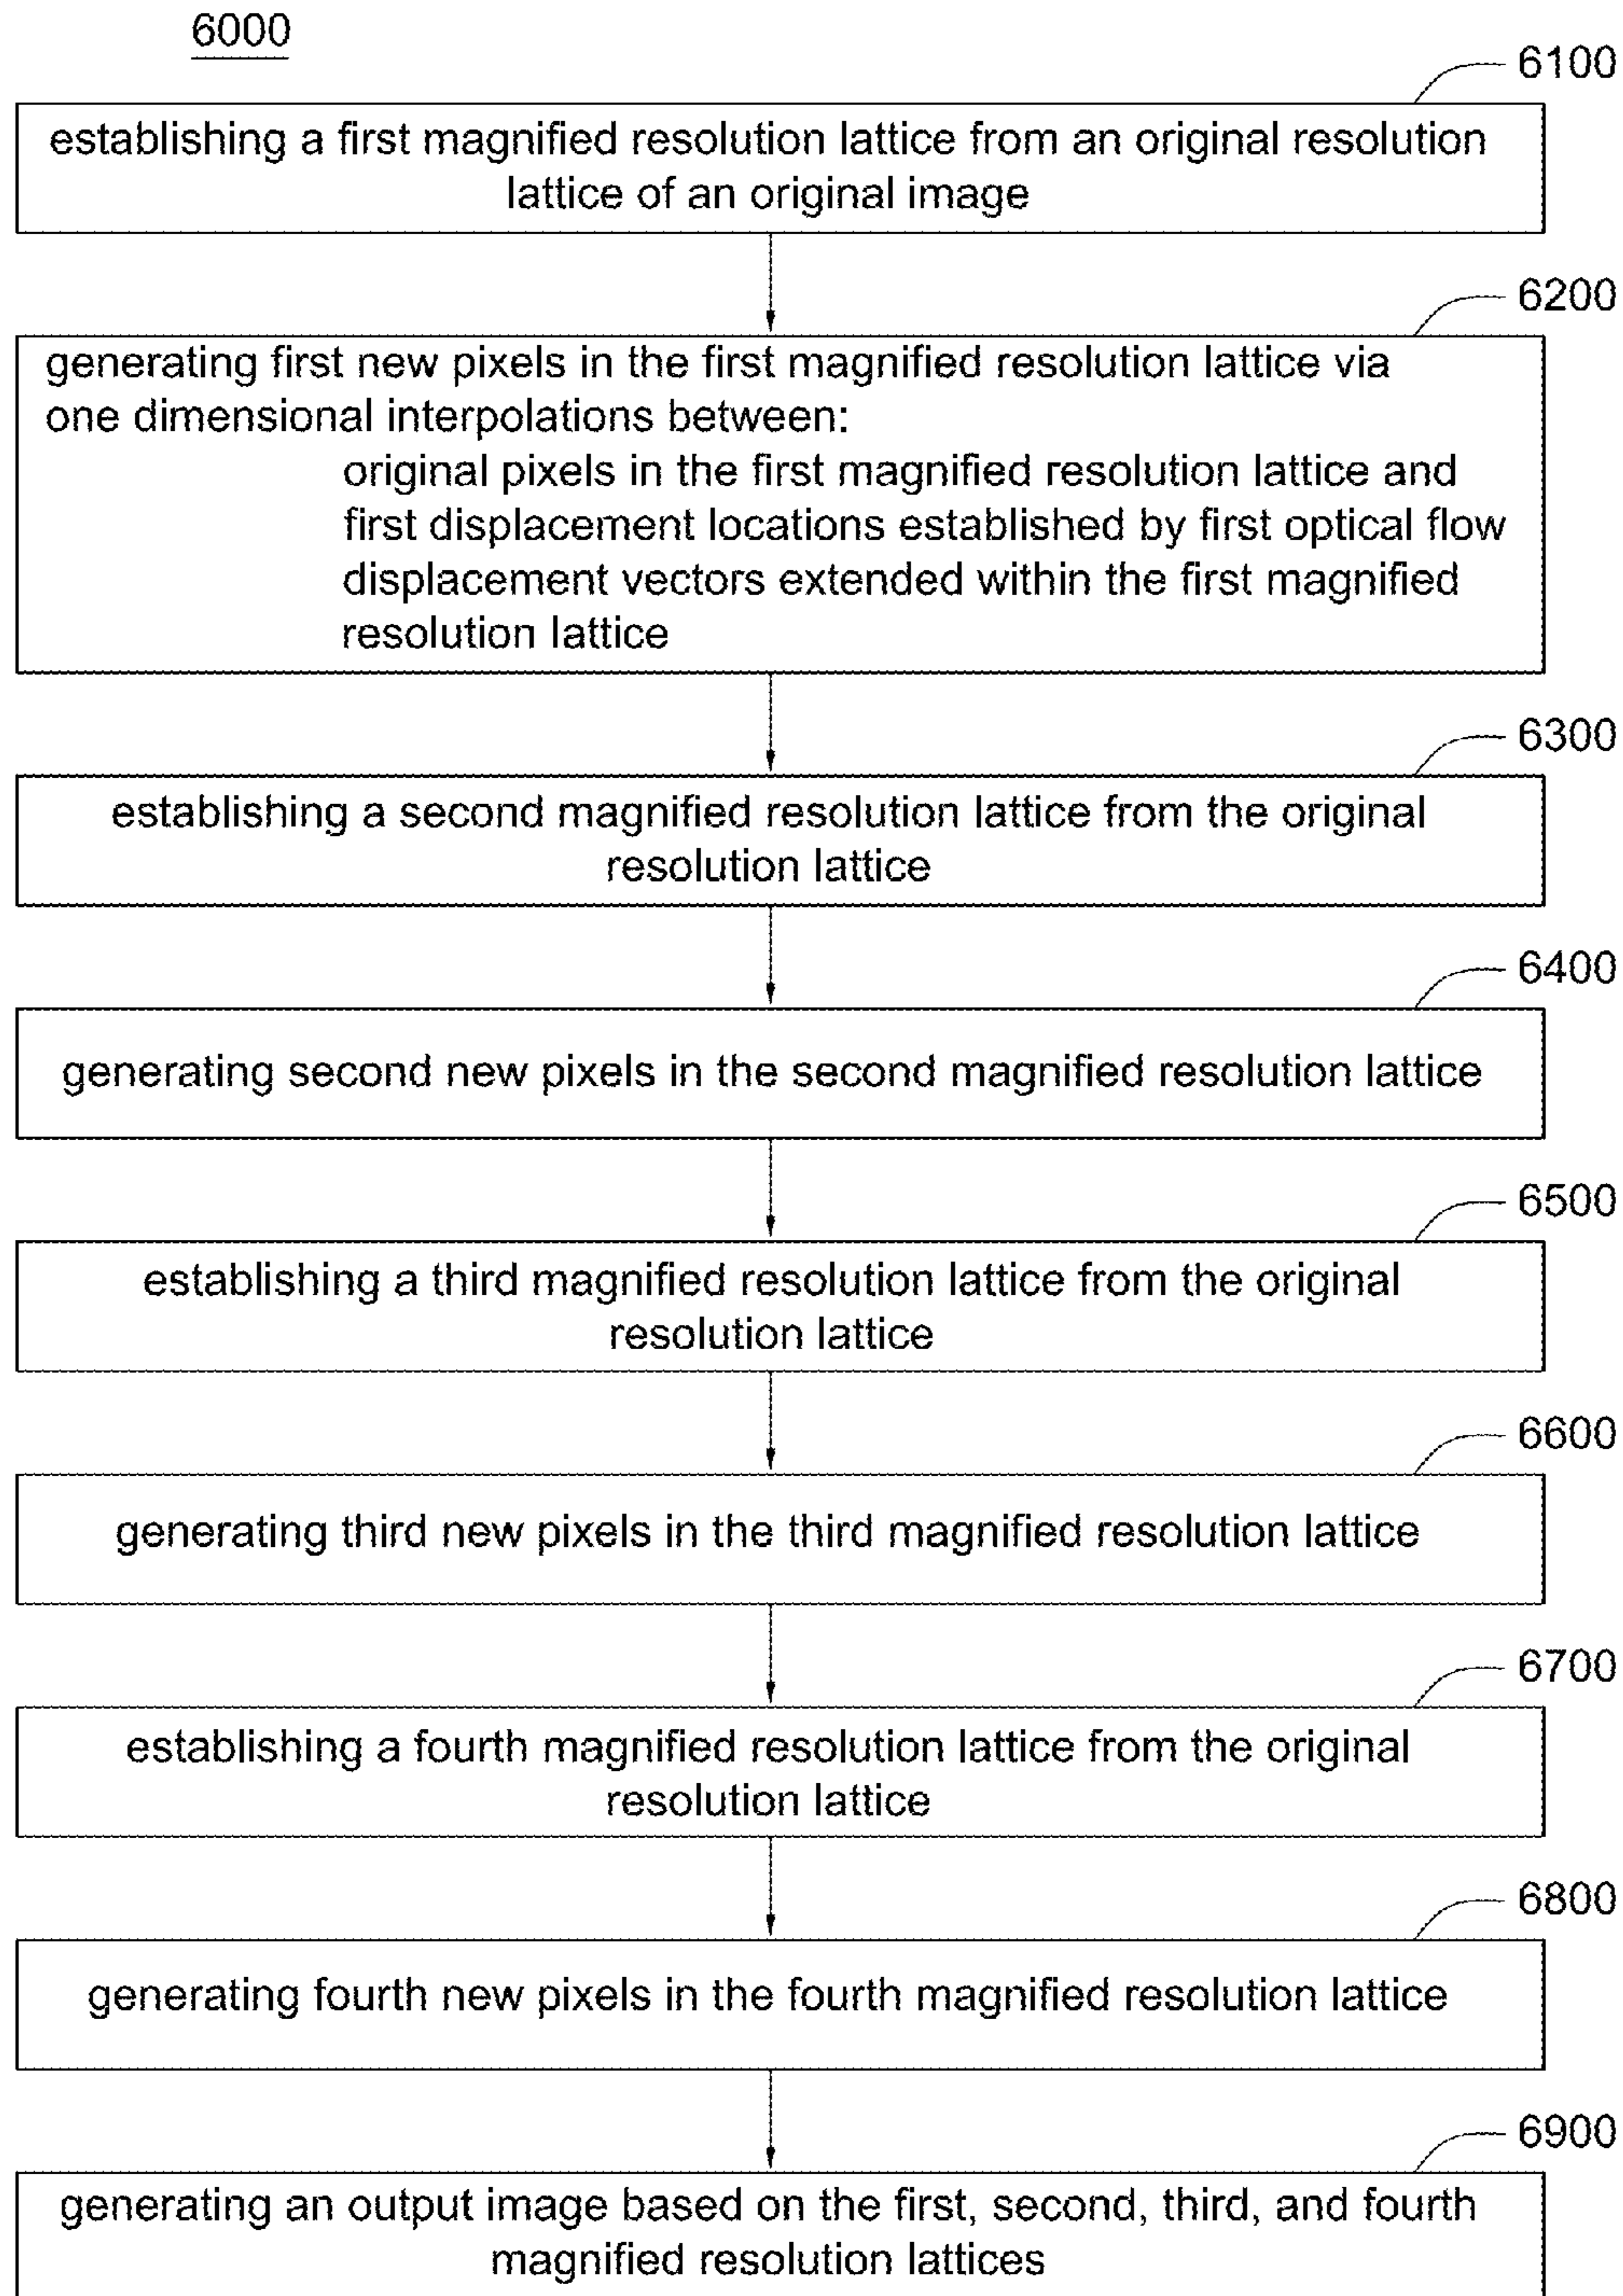 6000
6100
establishing a first magnified resolution lattice from an original resolution
lattice of an original image
6200
generating first new pixels in the first magnified resolution lattice via
one dimensional interpolations between:
original pixels in the first magnified resolution lattice and
first displacement locations established by first optical flow
displacement vectors extended within the first magnified
resolution lattice
6300
establishing a second magnified resolution lattice from the original
resolution lattice
6400
generating second new pixels in the second magnified resolution lattice
6500
establishing a third magnified resolution lattice from the original
resolution lattice
6600
generating third new pixels in the third magnified resolution lattice
6700
establishing a fourth magnified resolution lattice from the original
resolution lattice
6800
generating fourth new pixels in the fourth magnified resolution lattice
6900
generating an output image based on the first, second, third, and fourth
magnified resolution lattices